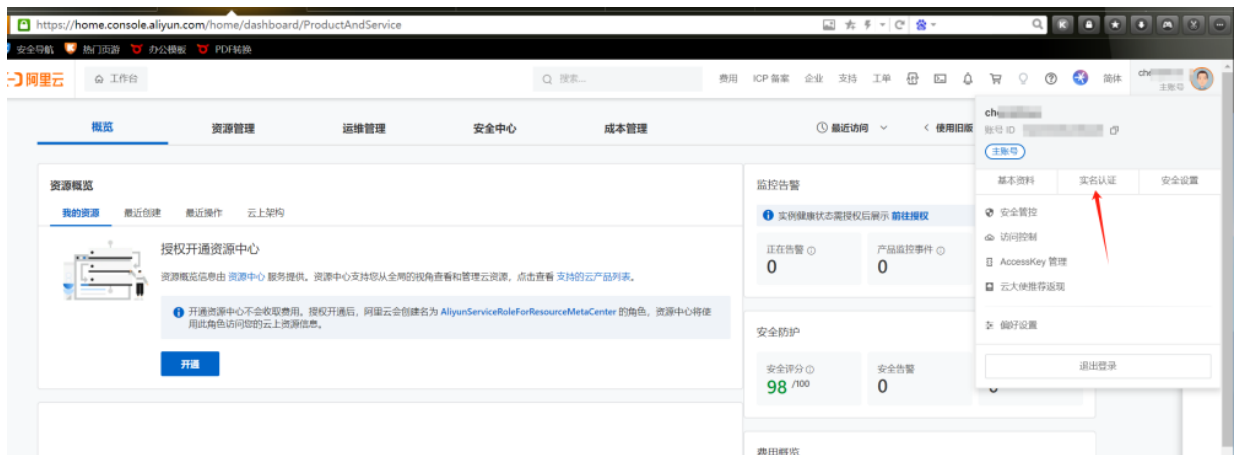 https://home.console.aliyun.com/home/dashboard/ProductAndService
安全导航 热门页游 办公模板 PDF转换
阿里云 工作台 搜索... 费用 ICP 备案 企业 支持 工单 简体 che
主账号
概览 资源管理 运维管理 安全中心 成本管理 最近访问 使用旧版
ch
账号 ID
主账号
基本资料 实名认证 安全设置
安全管控
访问控制
AccessKey 管理
云大使推荐返现
偏好设置
退出登录
资源概览
我的资源 最近创建 最近操作 云上架构
授权开通资源中心
资源概览信息由 资源中心 服务提供。资源中心支持您从全局的视角查看和管理云资源，点击查看 支持的云产品列表。
开通资源中心不会收取费用。授权开通后，阿里云会创建名为 AliyunServiceRoleForResourceMetaCenter 的角色，资源中心将使
用此角色访问您的云上资源信息。
开通
监控告警
实例健康状态需授权后展示 前往授权
正在告警 产品监控事件
0 0
安全防护
安全评分 安全告警
98 /100 0
费用概览